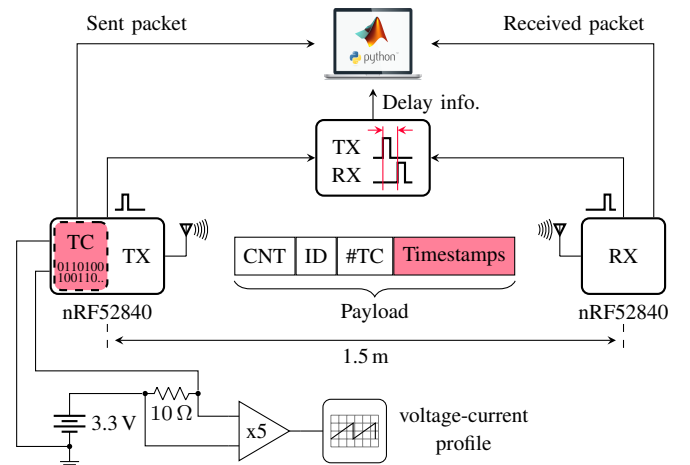 Sent packet
Received packet
python
Delay info.
TX
RX
TC
0110100
100110..
TX
CNT ID #TC Timestamps
RX
nRF52840
Payload
nRF52840
1.5 m
3.3 V
10 Ω
x5
voltage-current
profile